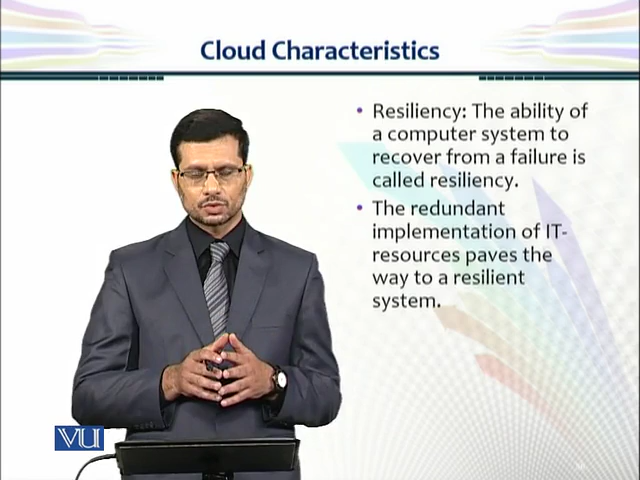 Cloud Characteristics
• Resiliency: The ability of
a computer system to
recover from a failure is
called resiliency.
• The redundant
implementation of IT-
resources paves the
way to a resilient
system.
VU